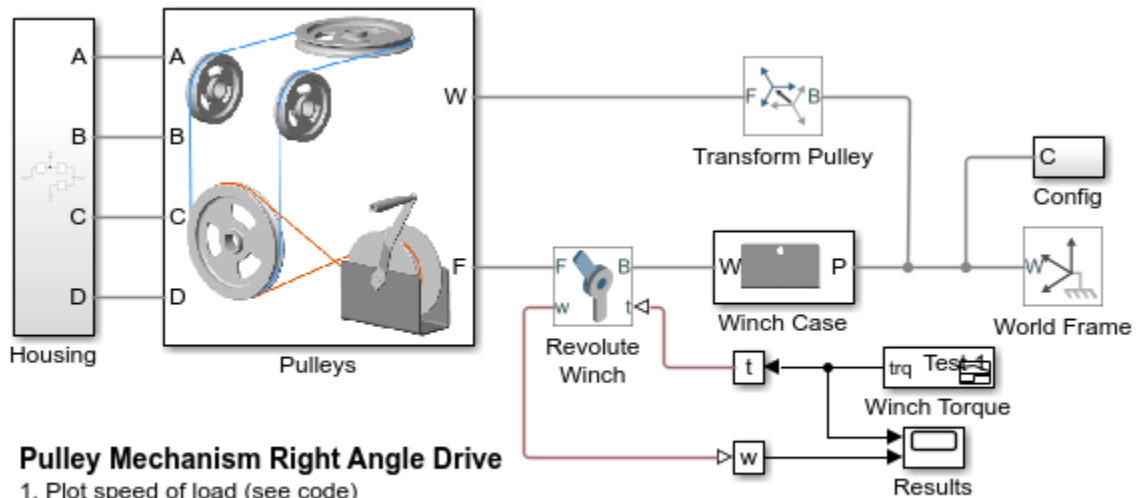 A
A
B
B
C
C
D
D
W
F
Housing
Pulleys
F
B
Transform Pulley
C
Config
F
B
w
t
Revolute
Winch
W
P
Winch Case
W
World Frame
t
trq
Test 1
Winch Torque
w
Results
Pulley Mechanism Right Angle Drive
1. Plot speed of load (see code)